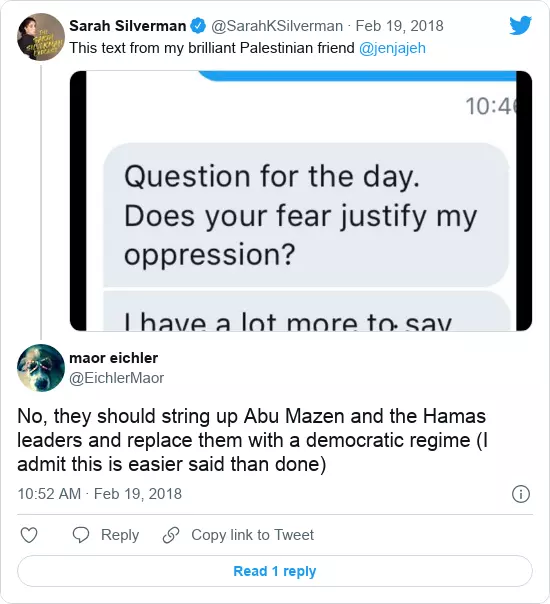 Sarah Silverman @SarahKSilverman · Feb 19, 2018
This text from my brilliant Palestinian friend @jenjajeh
10:46
Question for the day.
Does your fear justify my
oppression?
I have a lot more to say
maor eichler
@EichlerMaor
No, they should string up Abu Mazen and the Hamas
leaders and replace them with a democratic regime (I
admit this is easier said than done)
10:52 AM · Feb 19, 2018
Reply Copy link to Tweet
Read 1 reply